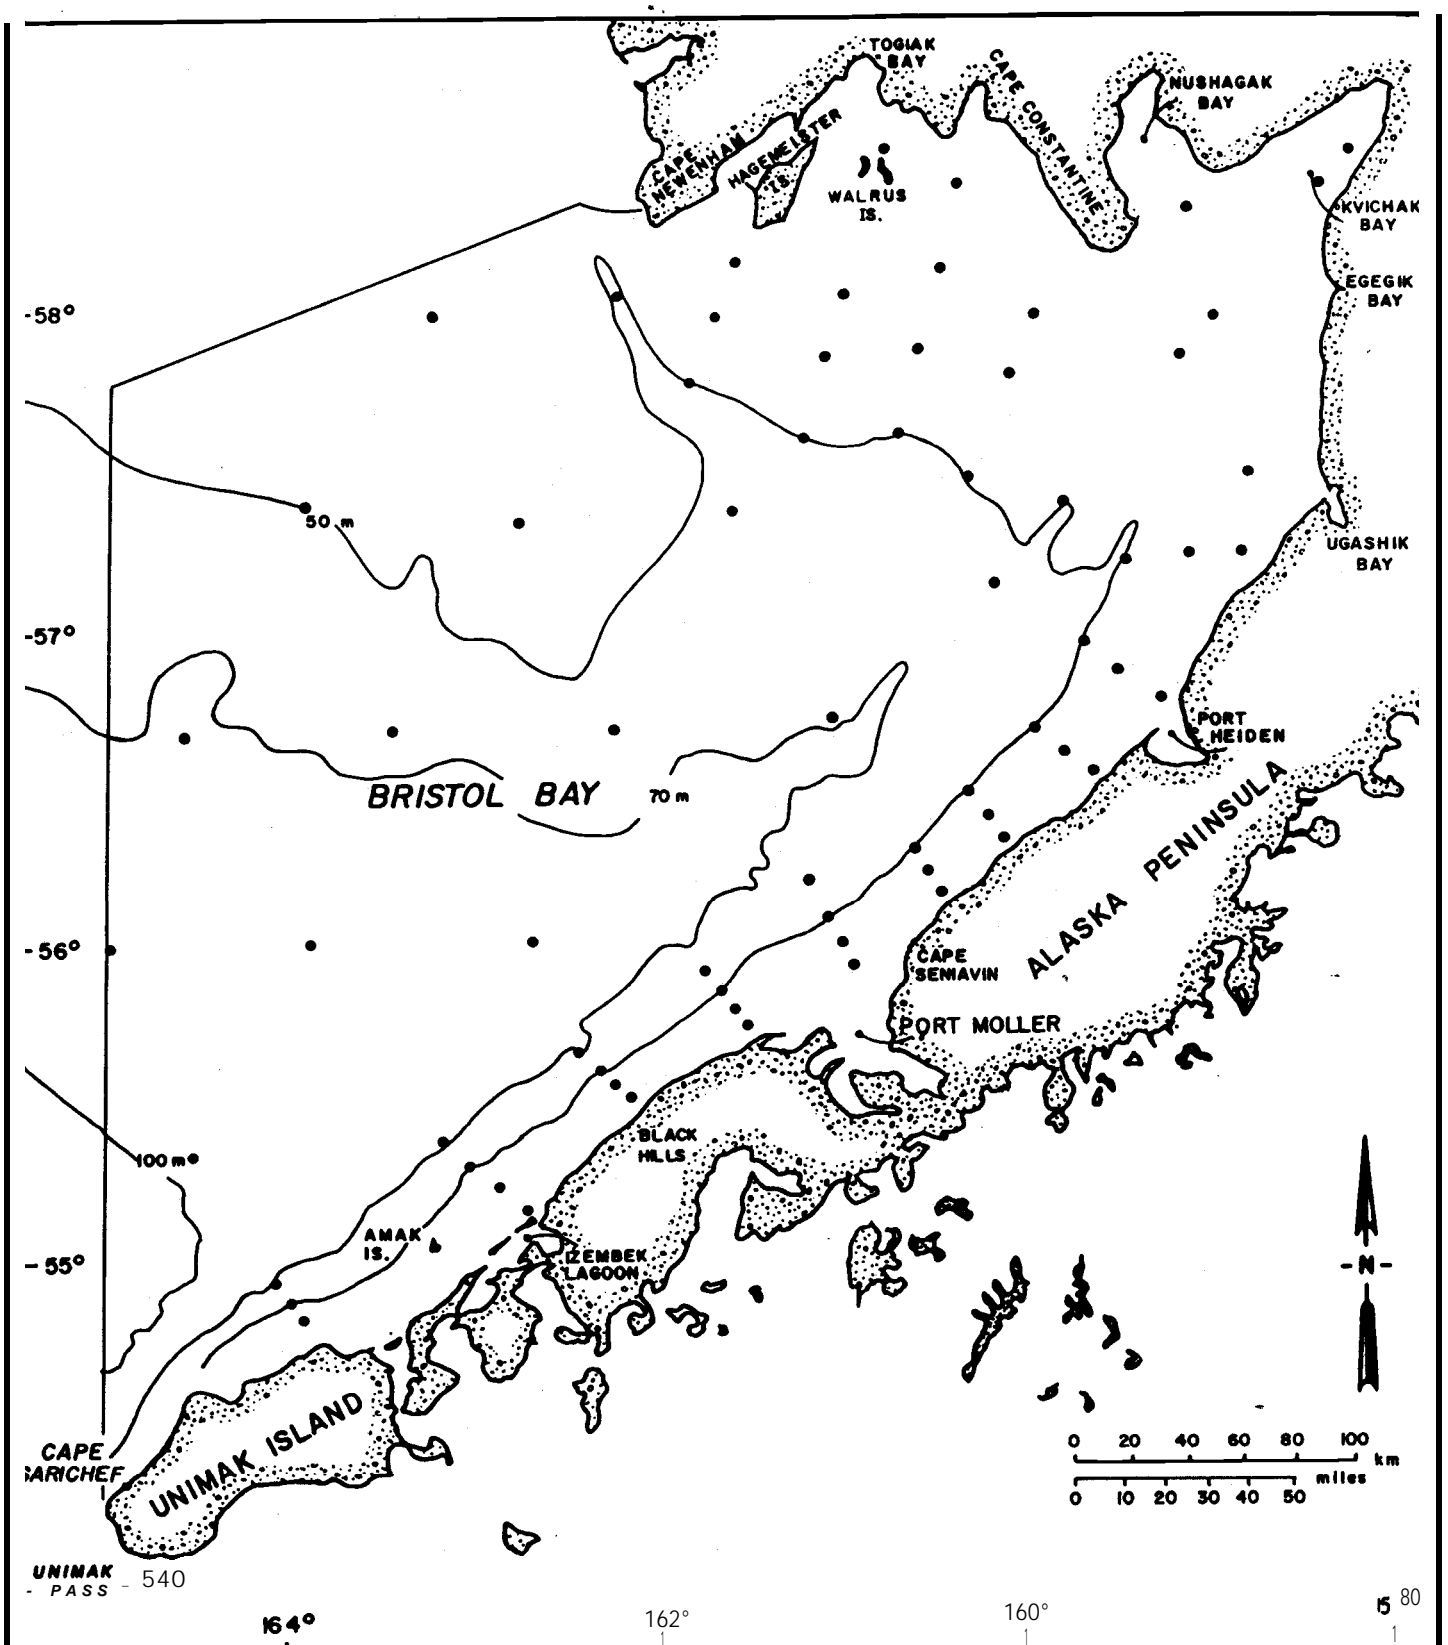 TOGIAK
BAY
CAPE CONSTANTINE
NUSHAGAK
BAY
CAPE
NEWENHAM
HAGEMEISTER
IS.
WALRUS
IS.
KVICHAK
BAY
EGEGIK
BAY
-58°
50 m
UGASHIK
BAY
-57°
PORT
HEIDEN
BRISTOL BAY
70 m
ALASKA PENINSULA
-56°
CAPE
SENIAVIN
PORT MOLLER
BLACK
HILLS
100 m
AMAK
IS.
-55°
IZEMBEK
LAGOON
-N-
UNIMAK ISLAND
CAPE
SARICHEF
0 20 40 60 80 100
km
miles
0 10 20 30 40 50
UNIMAK
- PASS - 540
164° 162° 160° 15 80